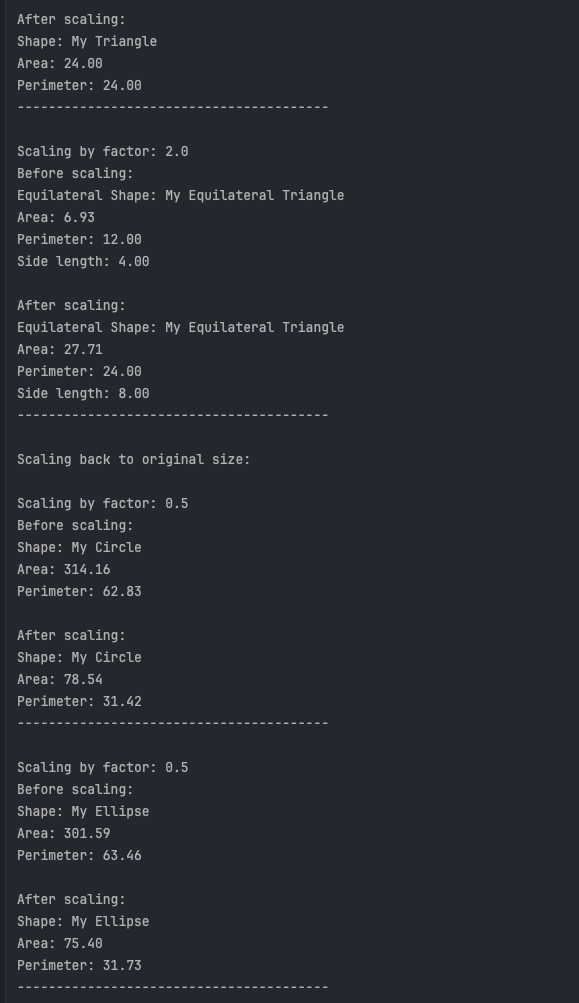 After scaling:
Shape: My Triangle
Area: 24.00
Perimeter: 24.00
----------------------------------------
Scaling by factor: 2.0
Before scaling:
Equilateral Shape: My Equilateral Triangle
Area: 6.93
Perimeter: 12.00
Side length: 4.00
After scaling:
Equilateral Shape: My Equilateral Triangle
Area: 27.71
Perimeter: 24.00
Side length: 8.00
----------------------------------------
Scaling back to original size:
Scaling by factor: 0.5
Before scaling:
Shape: My Circle
Area: 314.16
Perimeter: 62.83
After scaling:
Shape: My Circle
Area: 78.54
Perimeter: 31.42
----------------------------------------
Scaling by factor: 0.5
Before scaling:
Shape: My Ellipse
Area: 301.59
Perimeter: 63.46
After scaling:
Shape: My Ellipse
Area: 75.40
Perimeter: 31.73
----------------------------------------